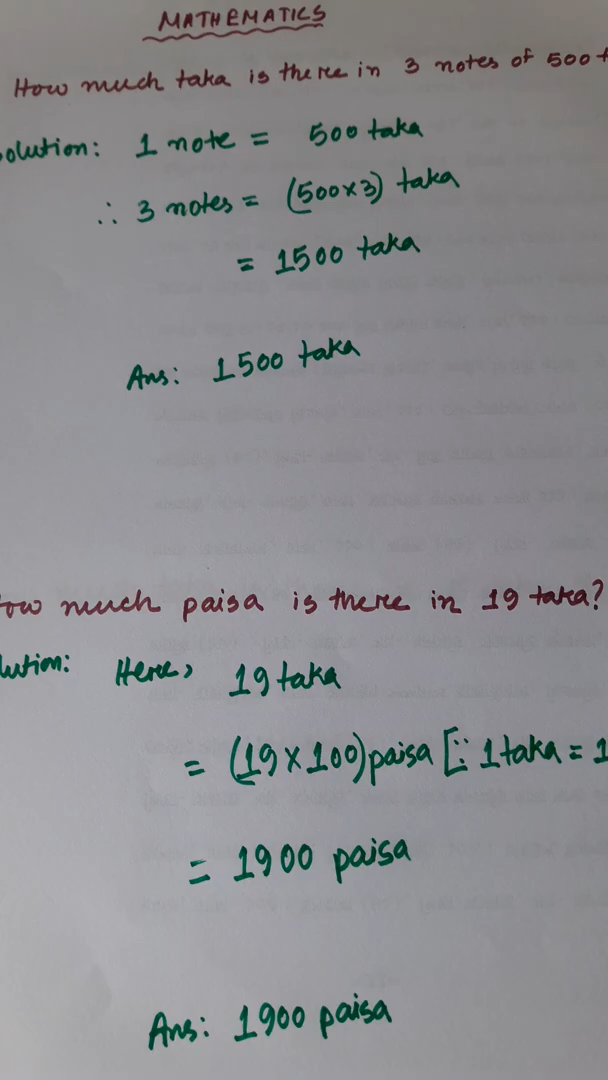 MATHEMATICS
How much taka is there in 3 notes of 500 t
olution: 1 note = 500 taka
∴ 3 notes = (500×3) taka
= 1500 taka
Ans: 1500 taka
ow much paisa is there in 19 taka?
lution: Here, 19 taka
= (19×100) paisa [∵ 1 taka = 1
= 1900 paisa
Ans: 1900 paisa